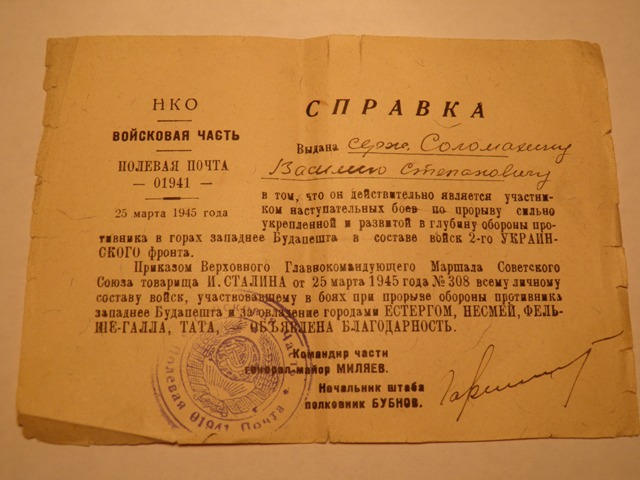 НКО
ВОЙСКОВАЯ ЧАСТЬ
ПОЛЕВАЯ ПОЧТА
— 01941 —
25 марта 1945 года
СПРАВКА
Выдана серж. Соломахину
Василию Степановичу
в том, что он действительно является участни-
ком наступательных боев по прорыву сильно
укрепленной и развитой в глубину обороны про-
тивника в горах западнее Будапешта в составе войск 2-го УКРАИН-
СКОГО фронта.
Приказом Верховного Главнокомандующего Маршала Советского
Союза товарища И. СТАЛИНА от 25 марта 1945 года № 308 всему личному
составу войск, участвовавшему в боях при прорыве обороны противника
западнее Будапешта и за овладение городами ЕСТЕРГОМ, НЕСМЕЙ, ФЕЛЬ-
ШЕ-ГАЛЛА, ТАТА, ОБЪЯВЛЕНА БЛАГОДАРНОСТЬ.
Командир части
генерал-майор МИЛЯЕВ.
Начальник штаба
полковник БУБНОВ.
Полевая Почта
01941